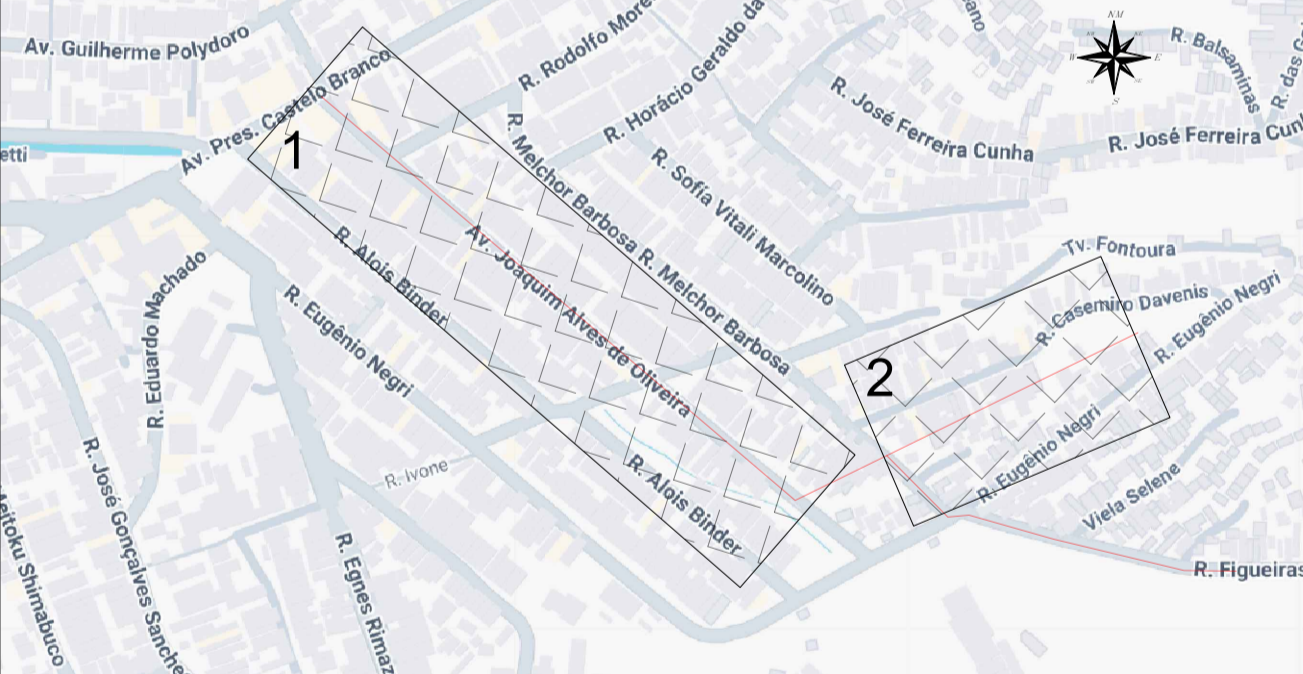 NM
W
E
S
Av. Guilherme Polydoro
R. Rodolfo More
R. Horácio Geraldo da
R. Balsaminas
R. das
Av. Pres. Castelo Branco
R. José Ferreira Cunha
R. José Ferreira Cunh
etti
1
R. Melchor Barbosa
R. Sofia Vitali Marcolino
R. Melchor Barbosa
R. Alois Binder
Av. Joaquim Alves de Oliveira
Tv. Fontoura
R. Eduardo Machado
R. Eugênio Negri
R. Casemiro Davenis
R. Eugênio Negri
2
R. Ivone
R. Alois Binder
R. Eugênio Negri
Viela Selene
R. José Gonçalves Sanche
Meitoku Shimabuco
R. Egnes Rimaz
R. Figueiras